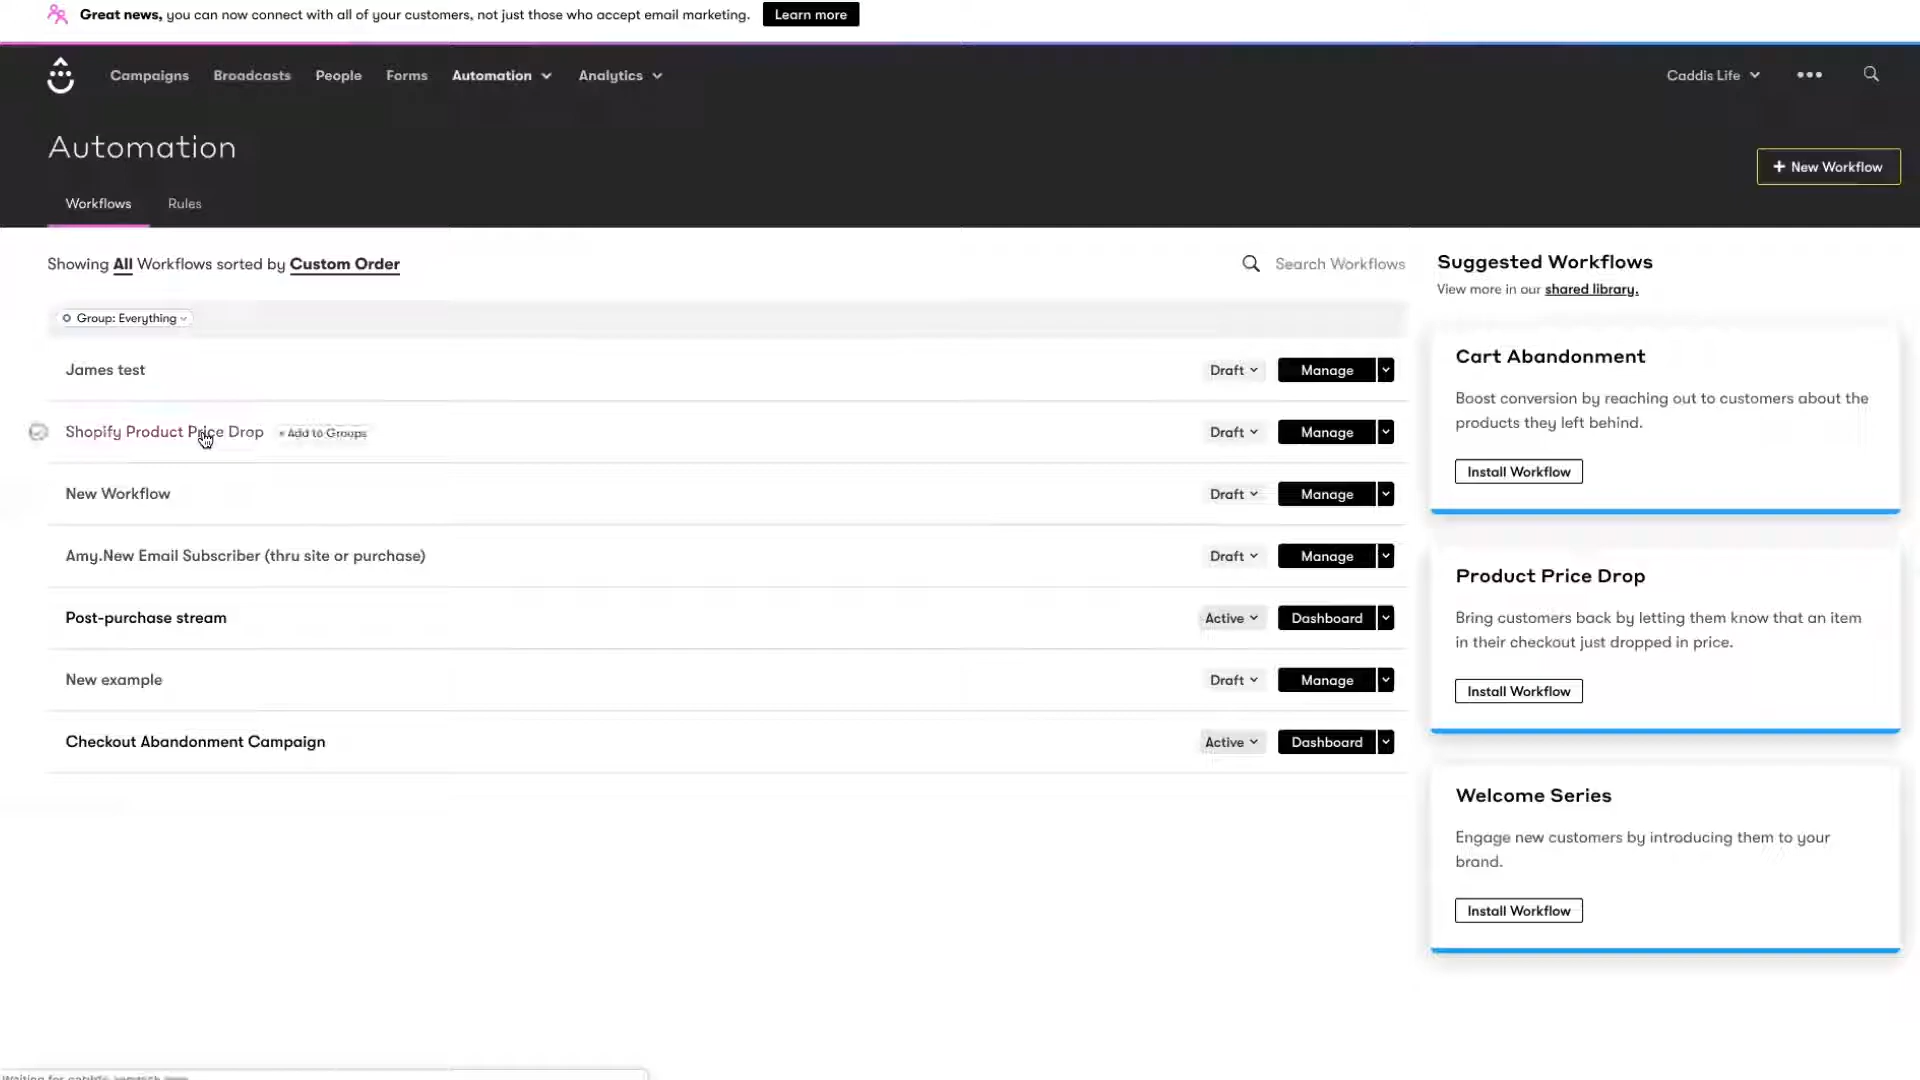 Great news, you can now connect with all of your customers, not just those who accept email marketing. Learn more
Campaigns Broadcasts People Forms Automation Analytics Caddis Life
Automation
+ New Workflow
Workflows Rules
Showing All Workflows sorted by Custom Order
Search Workflows
Group: Everything
James test Draft Manage
Shopify Product Price Drop + Add to Groups Draft Manage
New Workflow Draft Manage
Amy.New Email Subscriber (thru site or purchase) Draft Manage
Post-purchase stream Active Dashboard
New example Draft Manage
Checkout Abandonment Campaign Active Dashboard
Suggested Workflows
View more in our shared library.
Cart Abandonment
Boost conversion by reaching out to customers about the
products they left behind.
Install Workflow
Product Price Drop
Bring customers back by letting them know that an item
in their checkout just dropped in price.
Install Workflow
Welcome Series
Engage new customers by introducing them to your
brand.
Install Workflow
Waiting for